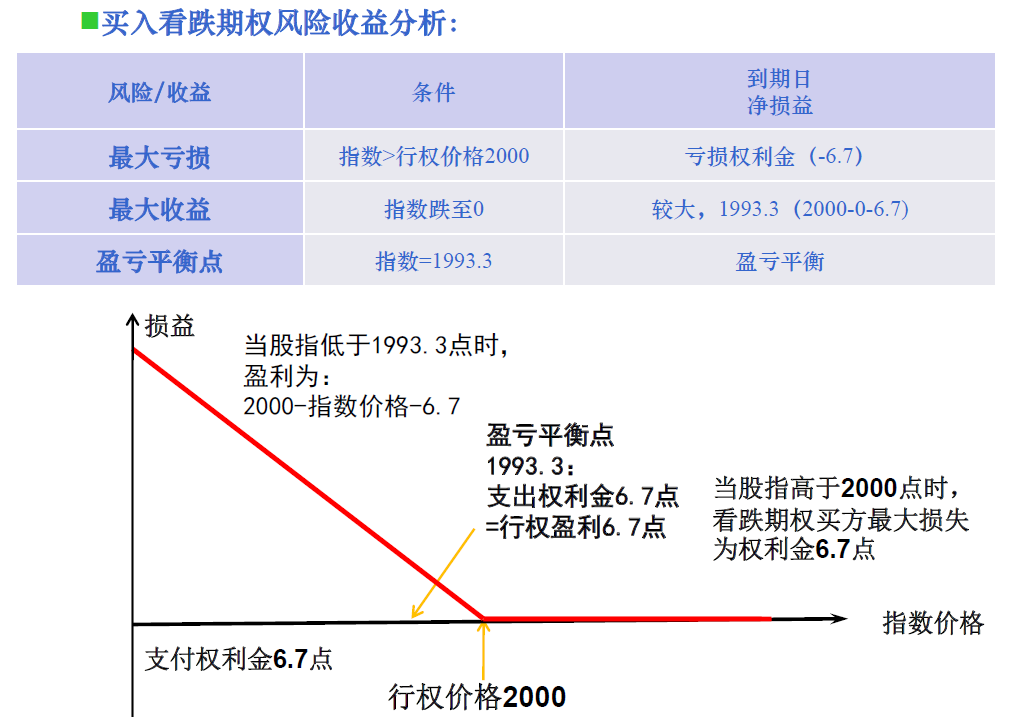 买入看跌期权风险收益分析：
风险/收益
条件
到期日
净损益
最大亏损
指数>行权价格2000
亏损权利金（-6.7）
最大收益
指数跌至0
较大，1993.3（2000-0-6.7)
盈亏平衡点
指数=1993.3
盈亏平衡
损益
当股指低于1993.3点时，
盈利为：
2000-指数价格-6.7
盈亏平衡点
1993.3：
支出权利金6.7点
=行权盈利6.7点
当股指高于2000点时，
看跌期权买方最大损失
为权利金6.7点
指数价格
支付权利金6.7点
行权价格2000